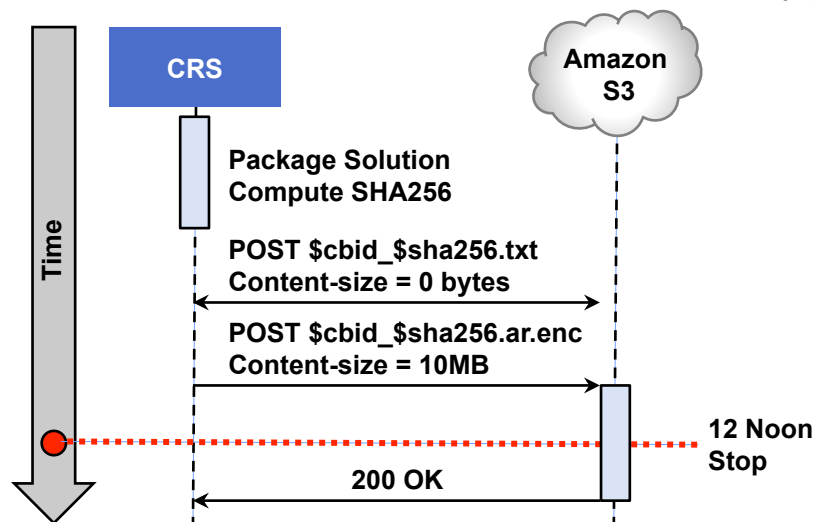 CRS
Amazon
S3
Package Solution
Compute SHA256
Time
POST $cbid_$sha256.txt
Content-size = 0 bytes
POST $cbid_$sha256.ar.enc
Content-size = 10MB
12 Noon
Stop
200 OK